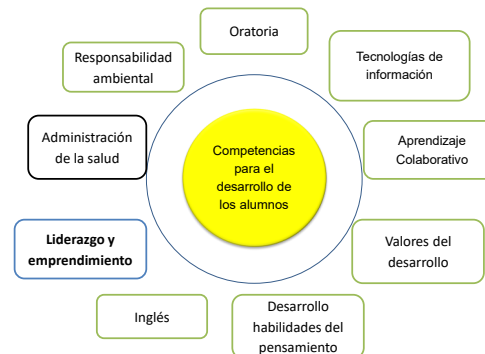 Oratoria
Tecnologías de
información
Aprendizaje
Colaborativo
Valores del
desarrollo
Desarrollo
habilidades del
pensamiento
Inglés
Liderazgo y
emprendimiento
Administración
de la salud
Responsabilidad
ambiental
Competencias
para el
desarrollo de
los alumnos